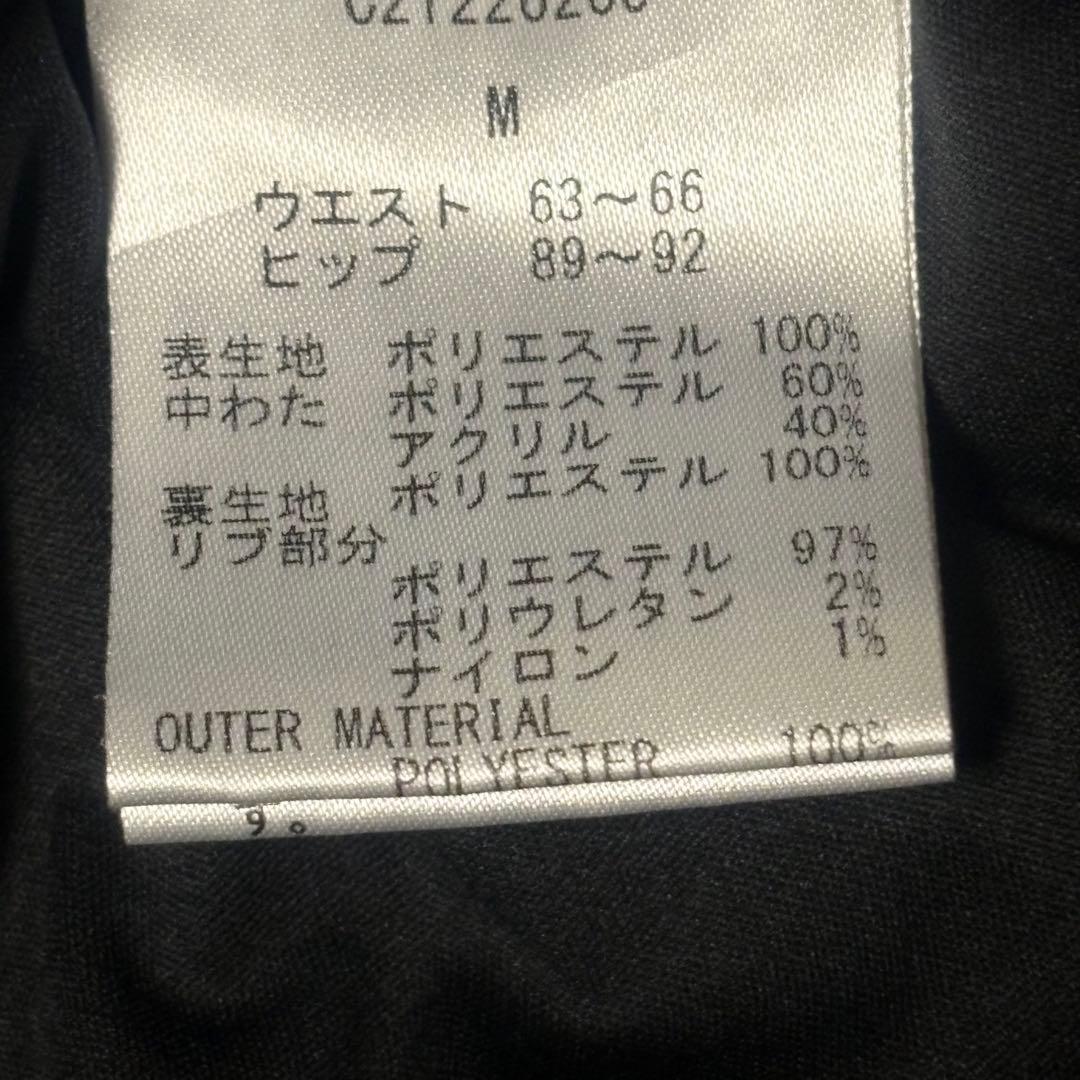 M
ウエスト 63～66
ヒップ 89～92
表生地 ポリエステル 100%
中わた ポリエステル 60%
アクリル 40%
裏生地 ポリエステル 100%
リブ部分
ポリエステル 97%
ポリウレタン 2%
ナイロン 1%
OUTER MATERIAL
POLYESTER 100%
す。